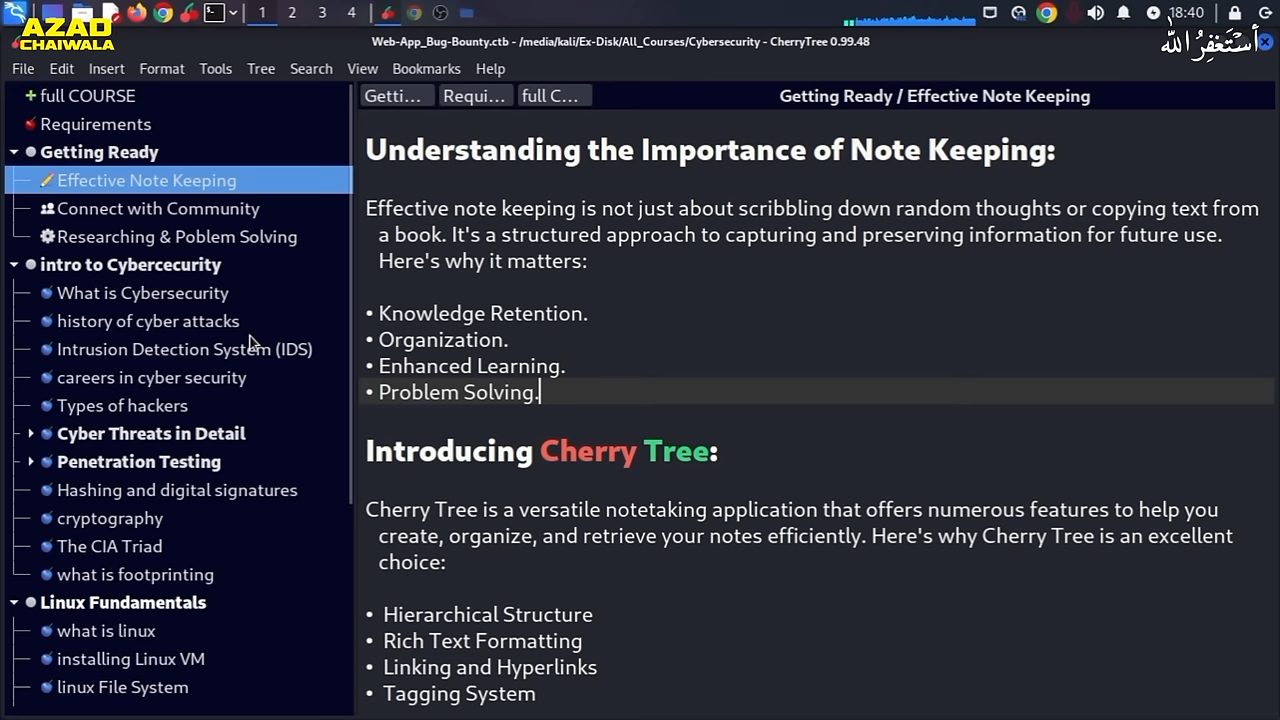 1 2 3 4 18:40
AZAD
CHAIWALA
أستغفر الله
Web-App_Bug-Bounty.ctb - /media/kali/Ex-Disk/All_Courses/Cybersecurity - CherryTree 0.99.48
File Edit Insert Format Tools Tree Search View Bookmarks Help
full COURSE
Requirements
Getting Ready
Effective Note Keeping
Connect with Community
Researching & Poblem Solving
intro to Cybercecurity
What is Cybersecurity
history of cyber attacks
Intrusion Detection System (IDS)
careers in cyber security
Types of hackers
Cyber Threats in Detail
Penetration Testing
Hashing and digital signatures
cryptography
The CIA Triad
what is footprinting
Linux Fundamentals
what is linux
installing Linux VM
linux File System
Getti... Requi... full C... Getting Ready / Effective Note Keeping
Understanding the Importance of Note Keeping:
Effective note keeping is not just about scribbling down random thoughts or copying text from
a book. It's a structured approach to capturing and preserving information for future use.
Here's why it matters:
• Knowledge Retention.
• Organization.
• Enhanced Learning.
• Problem Solving.
Introducing Cherry Tree:
Cherry Tree is a versatile notetaking application that offers numerous features to help you
create, organize, and retrieve your notes efficiently. Here's why Cherry Tree is an excellent
choice:
• Hierarchical Structure
• Rich Text Formatting
• Linking and Hyperlinks
• Tagging System